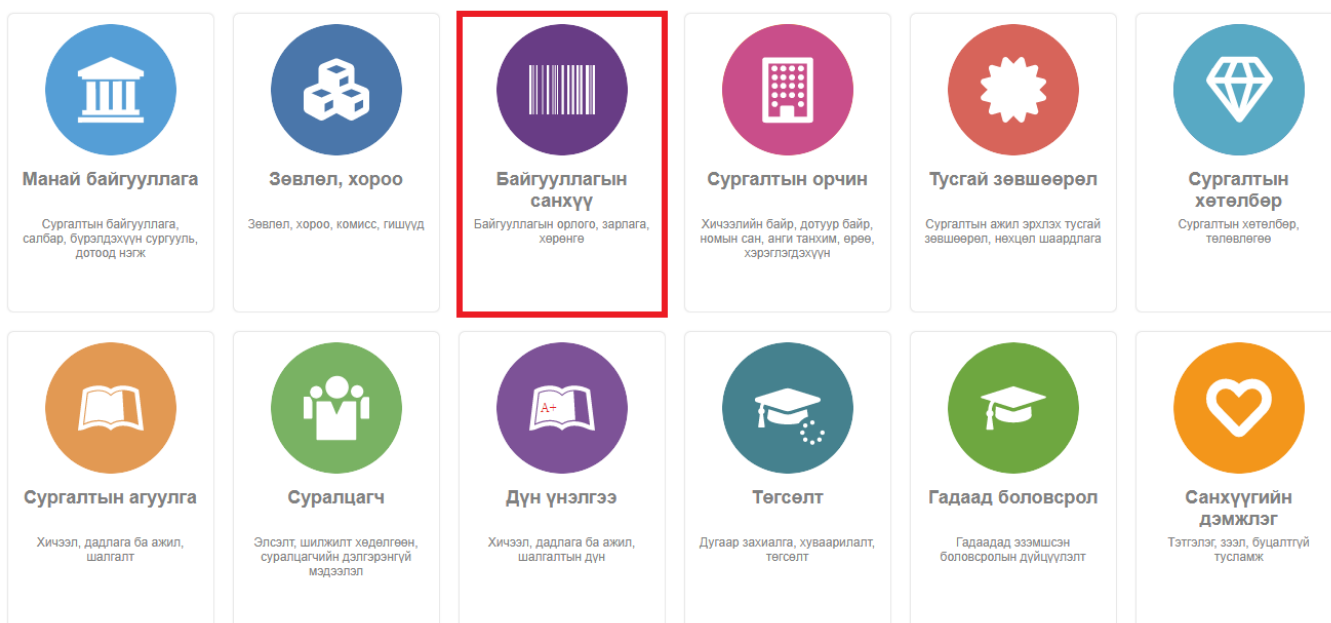 Манай байгууллага
Сургалтын байгууллага,
салбар, бүрэлдэхүүн сургууль,
дотоод нэгж
Зөвлөл, хороо
Зөвлөл, хороо, комисс, гишүүд
Байгууллагын
санхүү
Байгууллагын орлого, зарлага,
хөрөнгө
Сургалтын орчин
Хичээлийн байр, дотуур байр,
номын сан, анги танхим, өрөө,
хэрэглэгдэхүүн
Тусгай зөвшөөрөл
Сургалтын ажил эрхлэх тусгай
зөвшөөрөл, нөхцөл шаардлага
Сургалтын
хөтөлбөр
Сургалтын хөтөлбөр,
төлөвлөгөө
Сургалтын агуулга
Хичээл, дадлага ба ажил,
шалгалт
Суралцагч
Элсэлт, шилжилт хөдөлгөөн,
суралцагчийн дэлгэрэнгүй
мэдээлэл
A+
Дүн үнэлгээ
Хичээл, дадлага ба ажил,
шалгалтын дүн
Төгсөлт
Дугаар захиалга, хуваарилалт,
төгсөлт
Гадаад боловсрол
Гадаадад эзэмшсэн
боловсролын дүйцүүлэлт
Санхүүгийн
дэмжлэг
Тэтгэлэг, зээл, буцалтгүй
тусламж